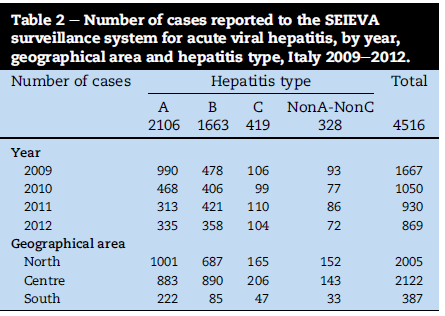 Table 2 – Number of cases reported to the SEIEVA
surveillance system for acute viral hepatitis, by year,
geographical area and hepatitis type, Italy 2009–2012.
Number of cases Hepatitis type Total
A B C NonA-NonC
2106 1663 419 328 4516
Year
2009 990 478 106 93 1667
2010 468 406 99 77 1050
2011 313 421 110 86 930
2012 335 358 104 72 869
Geographical area
North 1001 687 165 152 2005
Centre 883 890 206 143 2122
South 222 85 47 33 387